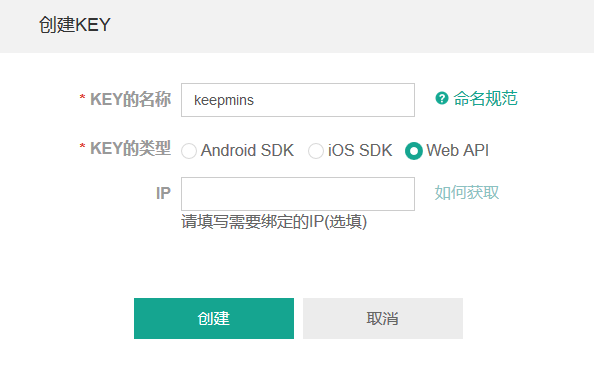 创建KEY
* KEY的名称 keepmins ? 命名规范
* KEY的类型 Android SDK iOS SDK Web API
IP 如何获取
请填写需要绑定的IP(选填)
创建 取消